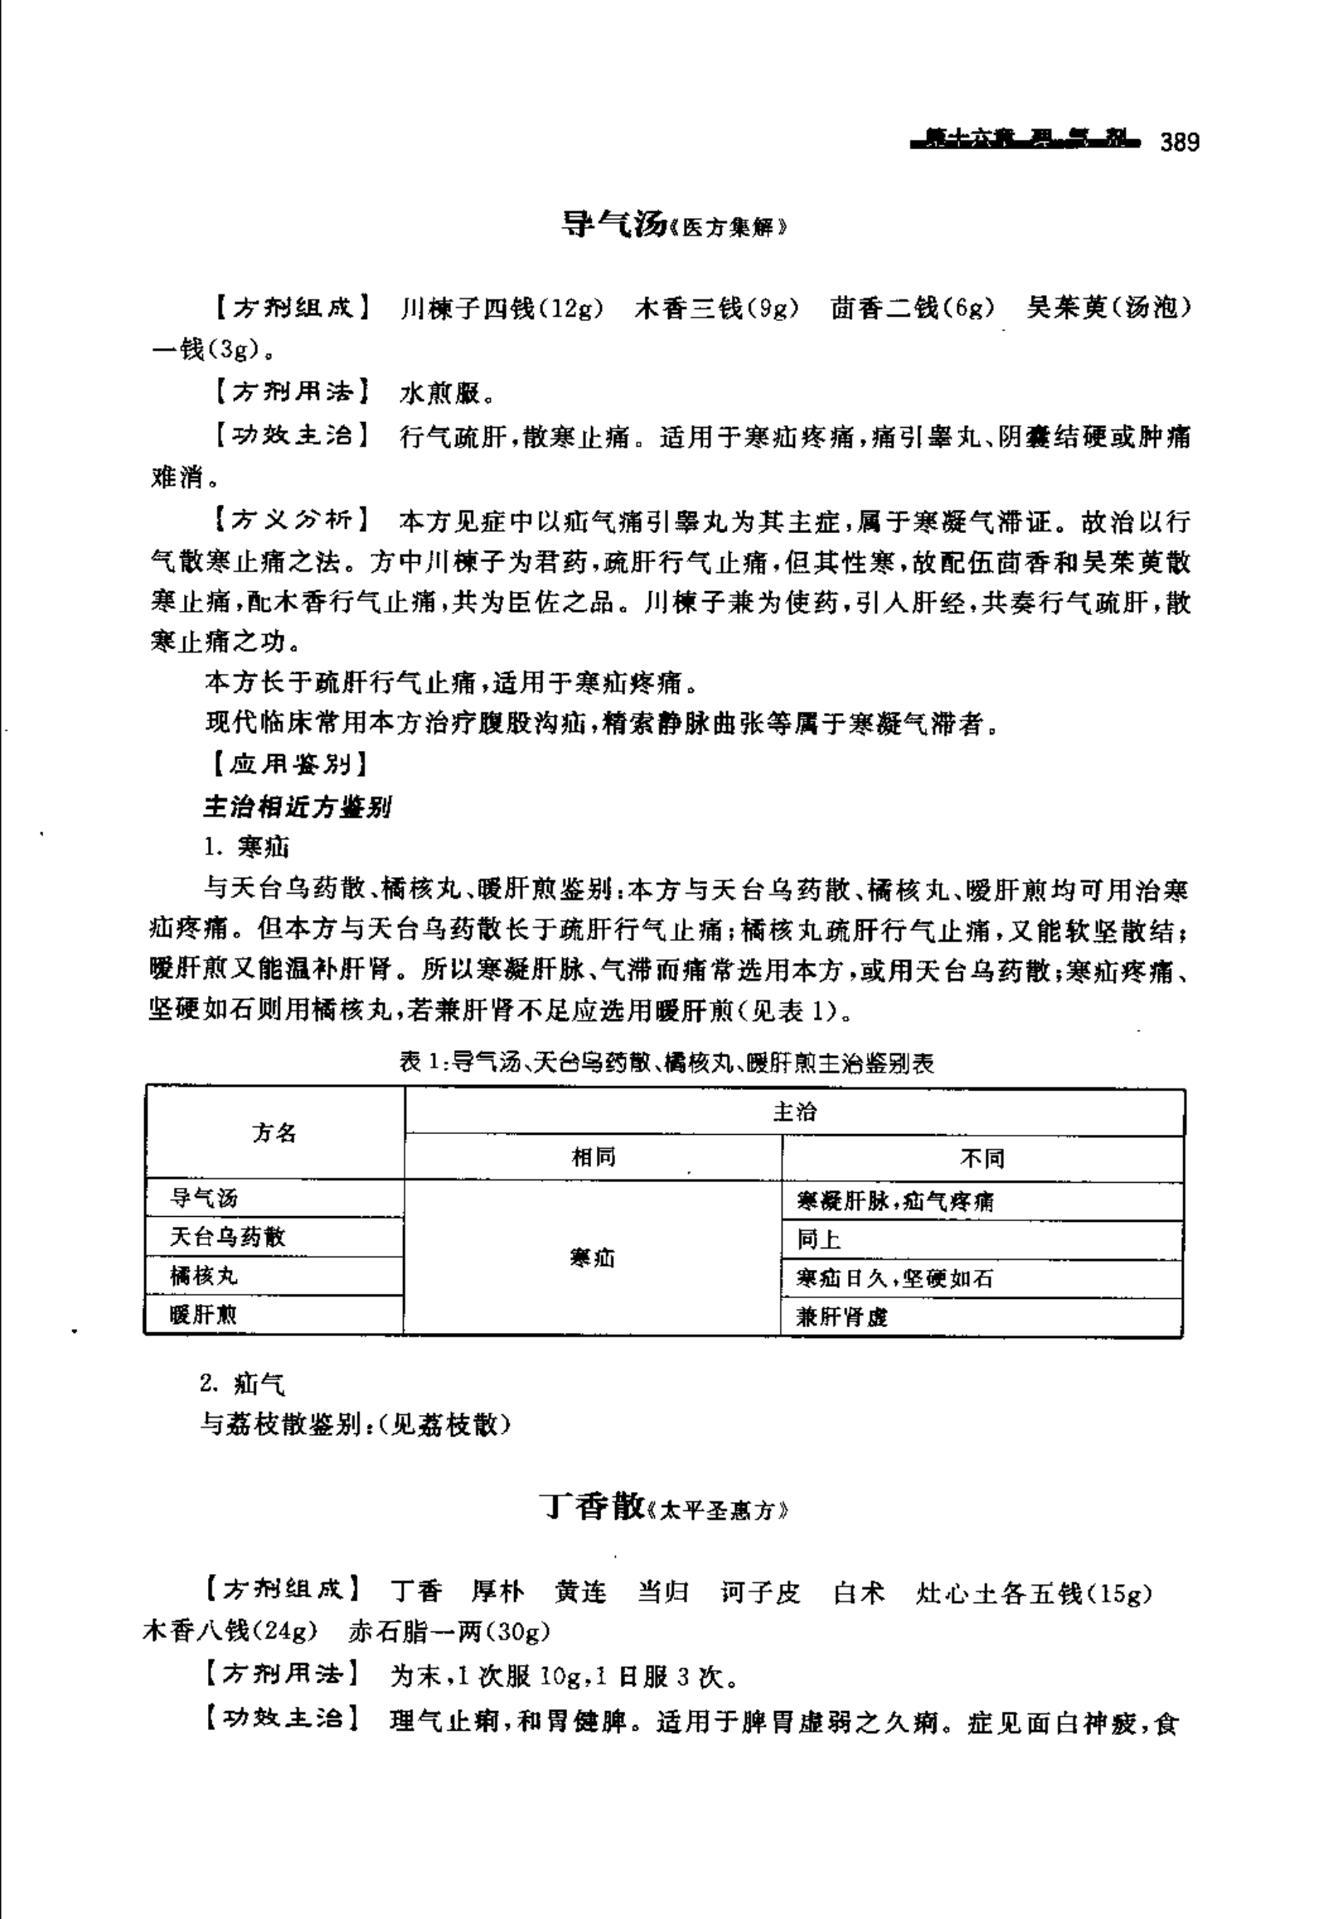 第十六章 理 气 剂 389
导气汤《医方集解》
【方剂组成】 川楝子四钱(12g) 木香三钱(9g) 茴香二钱(6g) 吴茱萸(汤泡)
一钱(3g)。
【方剂用法】 水煎服。
【功效主治】 行气疏肝,散寒止痛。适用于寒疝疼痛,痛引睾丸、阴囊结硬或肿痛
难消。
【方义分析】 本方见症中以疝气痛引睾丸为其主症,属于寒凝气滞证。故治以行
气散寒止痛之法。方中川楝子为君药,疏肝行气止痛,但其性寒,故配伍茴香和吴茱萸散
寒止痛,配木香行气止痛,共为臣佐之品。川楝子兼为使药,引人肝经,共奏行气疏肝,散
寒止痛之功。
本方长于疏肝行气止痛,适用于寒疝疼痛。
现代临床常用本方治疗腹股沟疝,精索静脉曲张等属于寒凝气滞者。
【应用鉴别】
主治相近方鉴别
1. 寒疝
与天台乌药散、橘核丸、暖肝煎鉴别:本方与天台乌药散、橘核丸、暖肝煎均可用治寒
疝疼痛。但本方与天台乌药散长于疏肝行气止痛;橘核丸疏肝行气止痛,又能软坚散结;
暖肝煎又能温补肝肾。所以寒凝肝脉、气滞而痛常选用本方,或用天台乌药散;寒疝疼痛、
坚硬如石则用橘核丸,若兼肝肾不足应选用暖肝煎(见表 1)。
表 1:导气汤、天台乌药散、橘核丸、暖肝煎主治鉴别表
方名 主治
相同 不同
导气汤 寒凝肝脉,疝气疼痛
天台乌药散 同上
寒疝
橘核丸 寒疝日久,坚硬如石
暖肝煎 兼肝肾虚
2. 疝气
与荔枝散鉴别:(见荔枝散)
丁香散《太平圣惠方》
【方剂组成】 丁香 厚朴 黄连 当归 诃子皮 白术 灶心土各五钱(15g)
木香八钱(24g) 赤石脂一两(30g)
【方剂用法】 为末,1 次服 10g,1 日服 3 次。
【功效主治】 理气止痢,和胃健脾。适用于脾胃虚弱之久痢。症见面白神疲,食